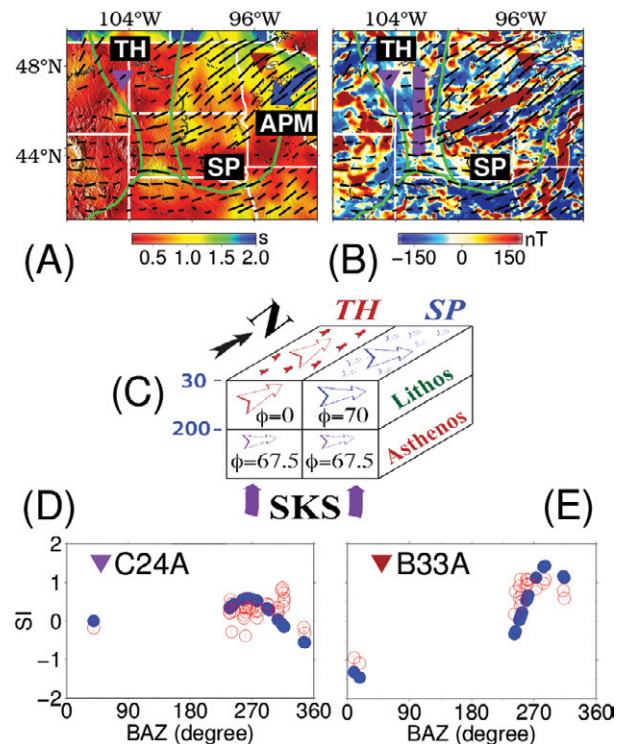 104°W 96°W 104°W 96°W
TH TH
48°N
APM
44°N
SP SP
(A) (B)
s nT
0.5 1.0 1.5 2.0 −150 0 150
N TH SP
(C)
30
ϕ=0 ϕ=70 Lithos
200
ϕ=67.5 ϕ=67.5 Asthenos
SKS
(D) (E)
2
C24A B33A
1
SI
0
−1
−2
0 90 180 270 360 0 90 180 270 360
BAZ (degree) BAZ (degree)